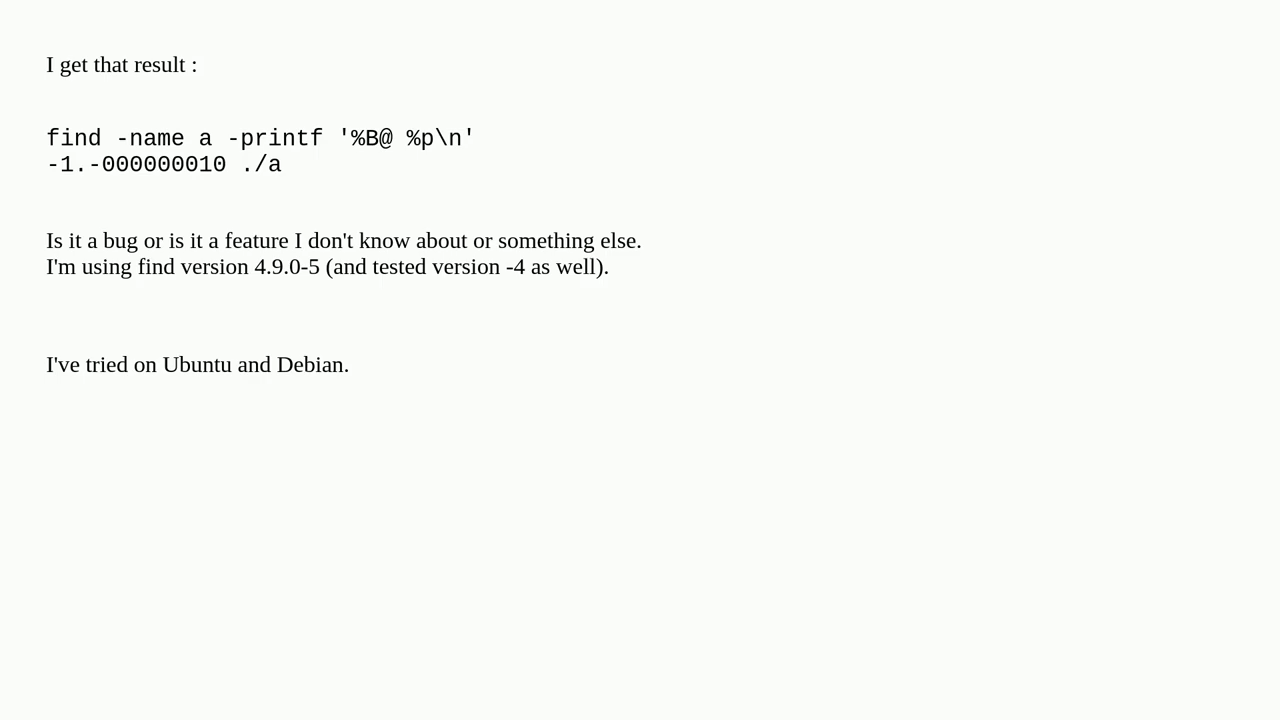 I get that result :
find -name a -printf '%B@ %p\n'
-1.-000000010 ./a
Is it a bug or is it a feature I don't know about or something else.
I'm using find version 4.9.0-5 (and tested version -4 as well).
I've tried on Ubuntu and Debian.